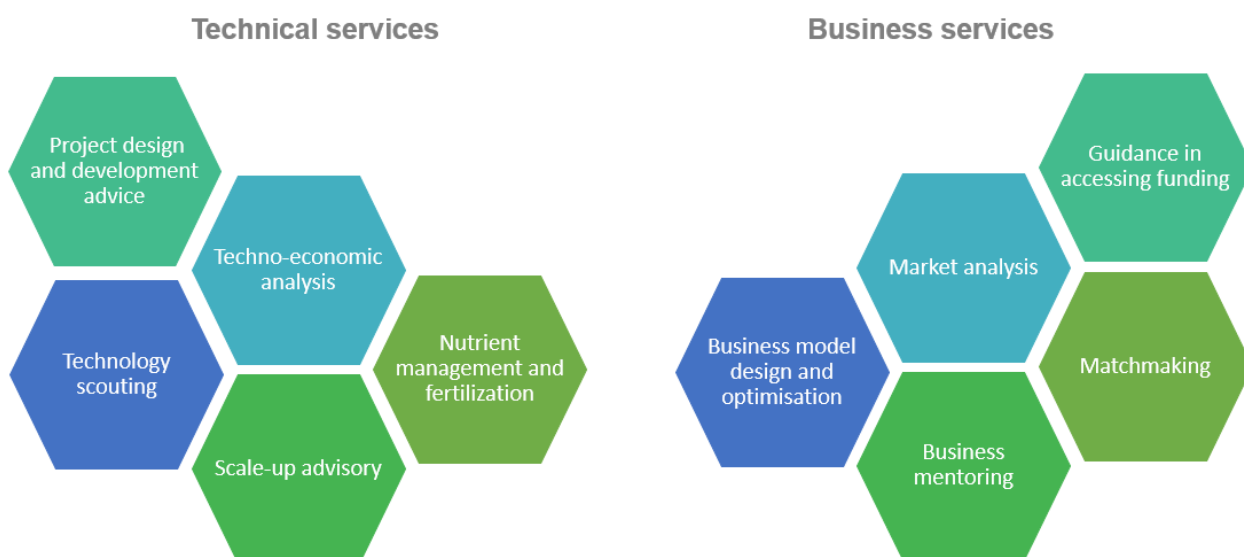 Technical services
Project design
and development
advice
Techno-economic
analysis
Technology
scouting
Nutrient
management and
fertilization
Scale-up advisory
Business services
Guidance in
accessing funding
Market analysis
Business model
design and
optimisation
Matchmaking
Business
mentoring